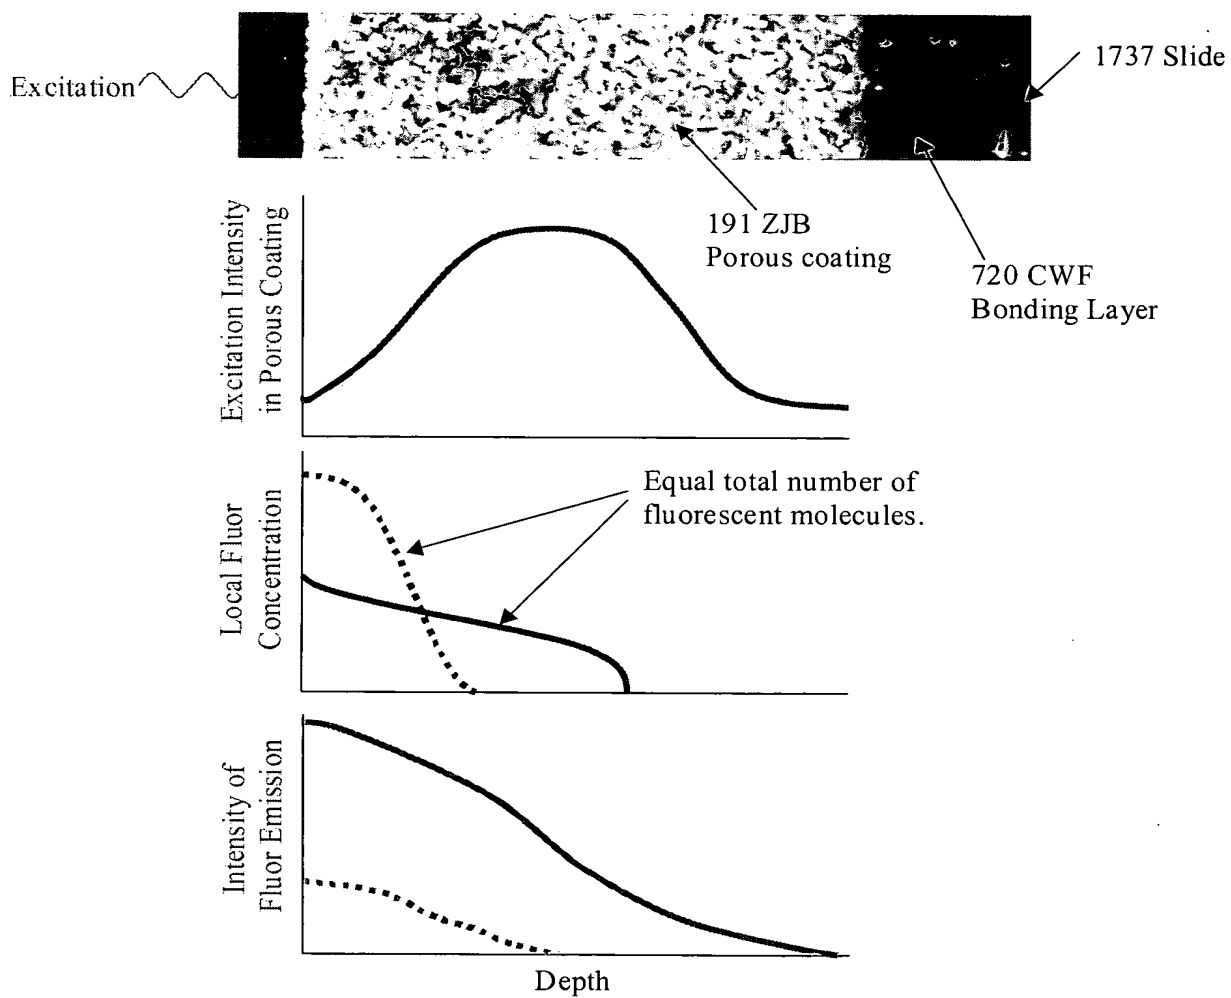 Excitation
1737 Slide
191 ZJB
Porous coating
720 CWF
Bonding Layer
Excitation Intensity
in Porous Coating
Equal total number of
fluorescent molecules.
Local Fluor
Concentration
Intensity of
Fluor Emission
Depth